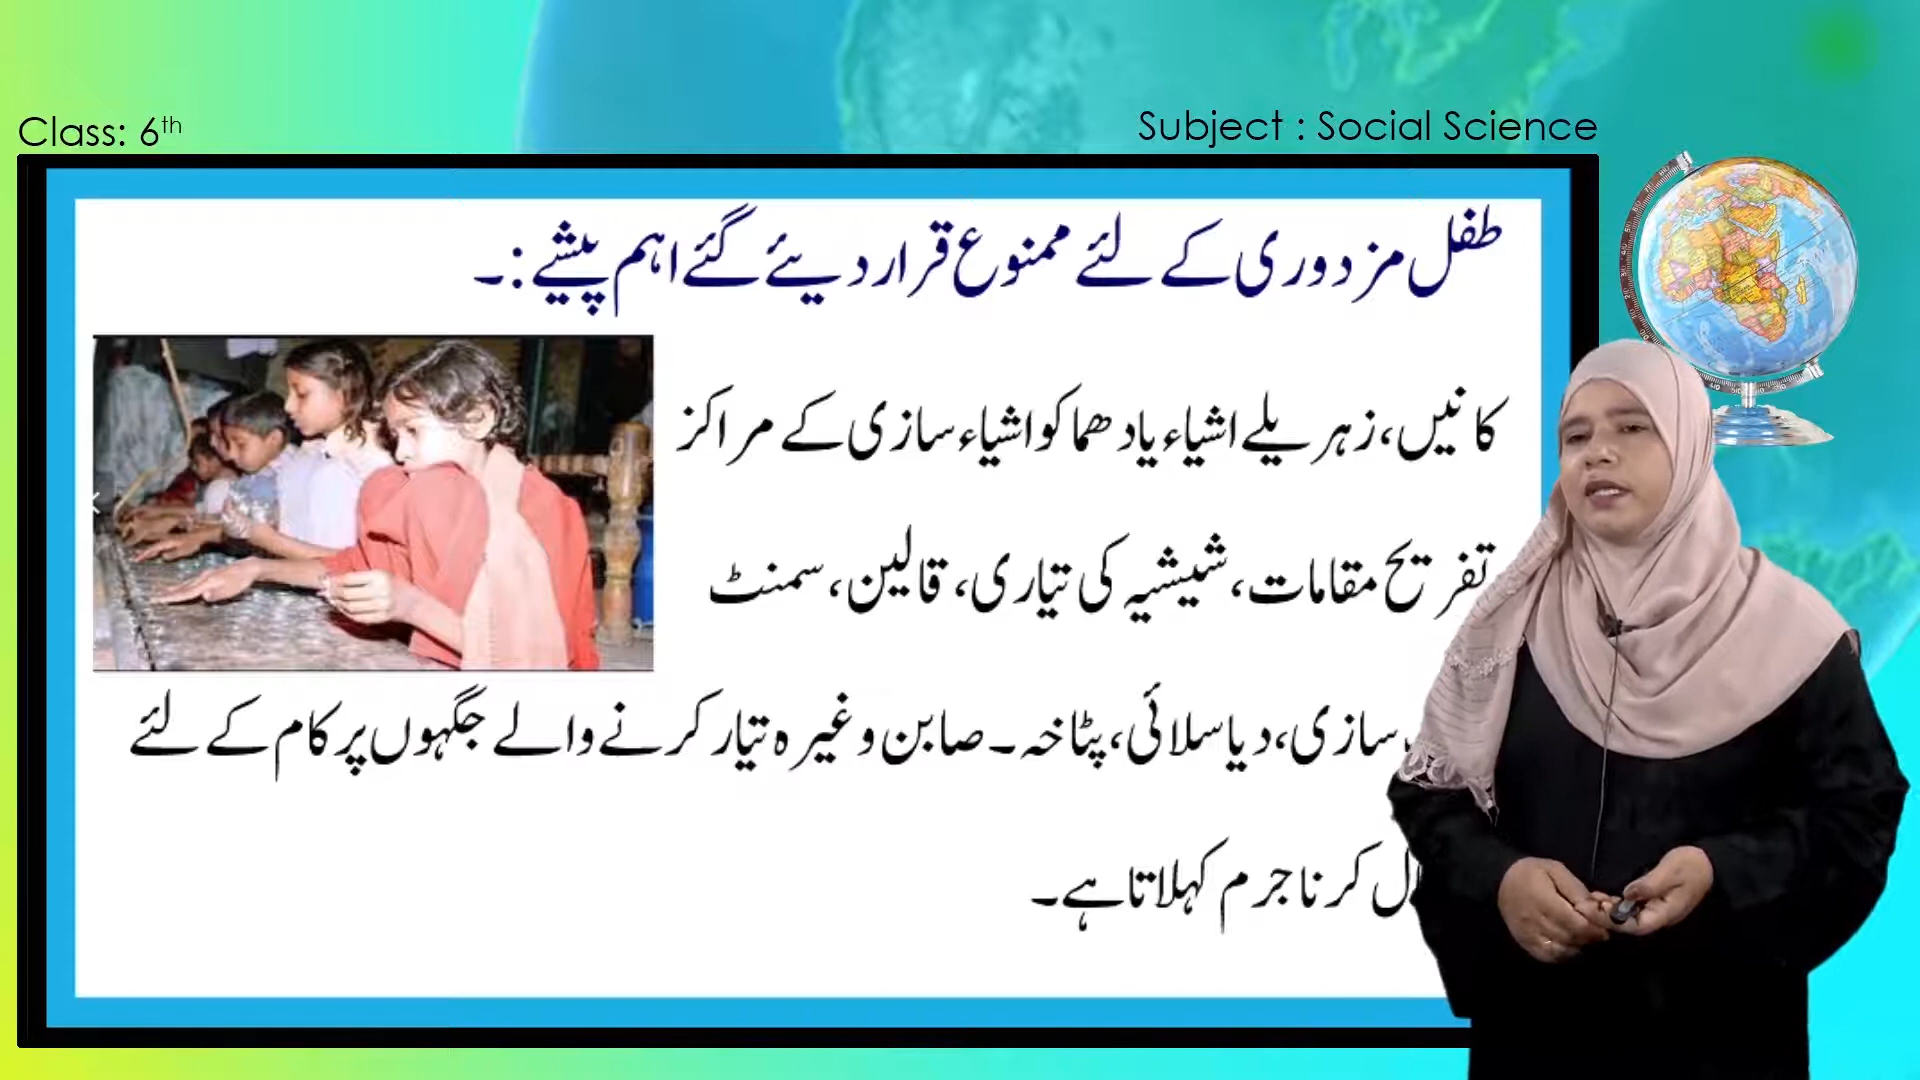 Class: 6th
Subject : Social Science
طفل مزدوری کے لئے ممنوع قرار دیئے گئے اہم پیشے :۔
کانیں، زہریلے اشیاء یا دھماکو اشیاء سازی کے مراکز
تفریح مقامات، شیشیہ کی تیاری، قالین، سمنٹ
سازی، دیا سلائی، پٹاخہ۔ صابن وغیرہ تیار کرنے والے جگہوں پر کام کے لئے
کرنا جرم کہلاتا ہے۔